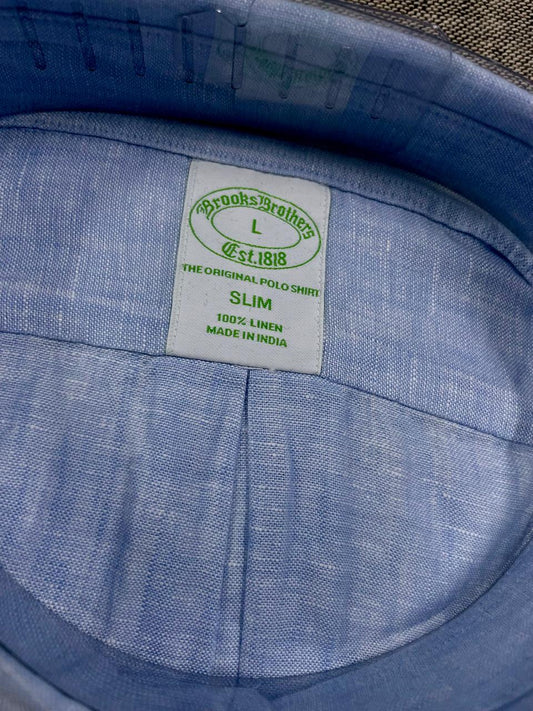 Brooks Brothers
L
Est. 1818
THE ORIGINAL POLO SHIRT
SLIM
100% LINEN
MADE IN INDIA